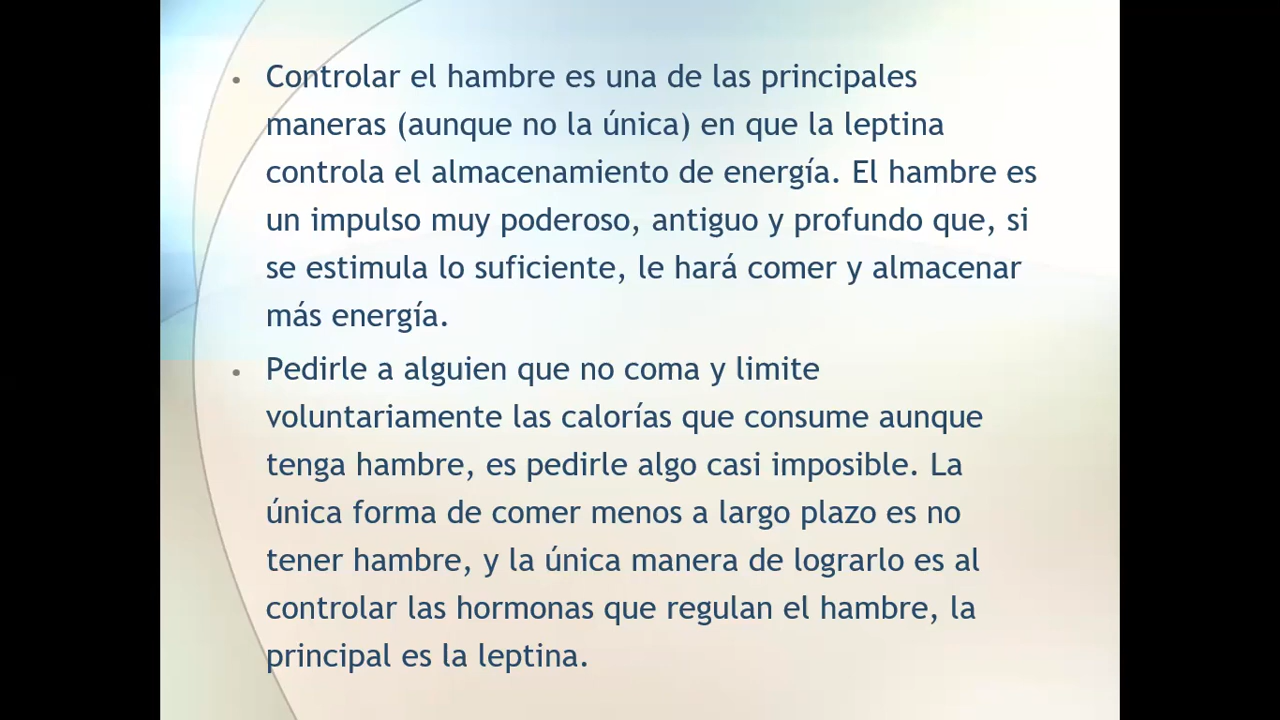 • Controlar el hambre es una de las principales
maneras (aunque no la única) en que la leptina
controla el almacenamiento de energía. El hambre es
un impulso muy poderoso, antiguo y profundo que, si
se estimula lo suficiente, le hará comer y almacenar
más energía.
• Pedirle a alguien que no coma y limite
voluntariamente las calorías que consume aunque
tenga hambre, es pedirle algo casi imposible. La
única forma de comer menos a largo plazo es no
tener hambre, y la única manera de lograrlo es al
controlar las hormonas que regulan el hambre, la
principal es la leptina.